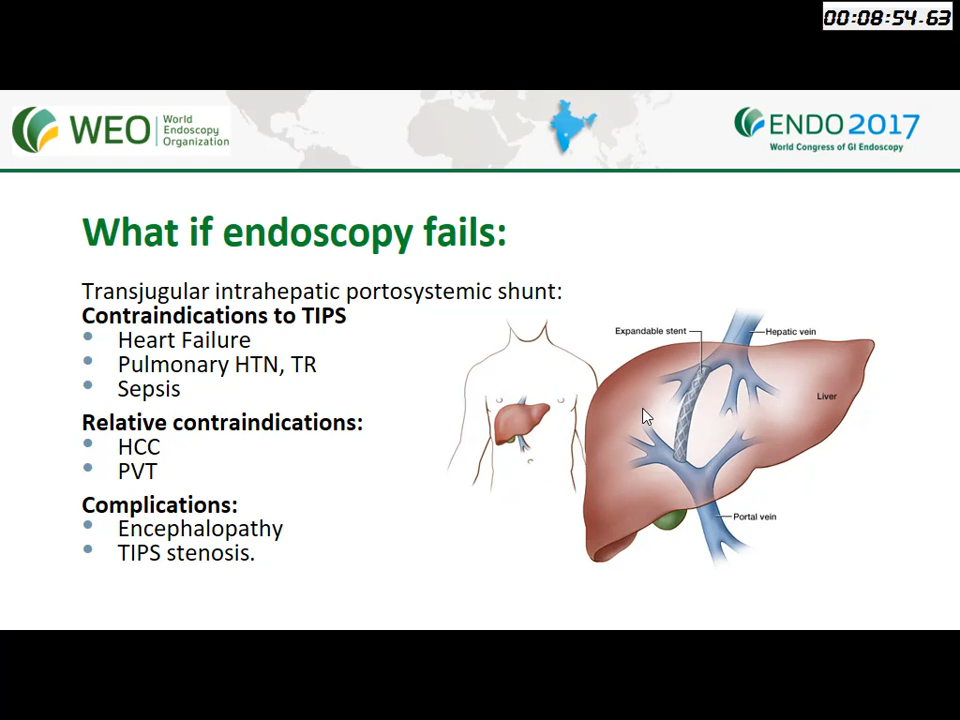 00:08:54.63
WEO
World
Endoscopy
Organization
ENDO 2017
World Congress of GI Endoscopy
What if endoscopy fails:
Transjugular intrahepatic portosystemic shunt:
Contraindications to TIPS
• Heart Failure
• Pulmonary HTN, TR
• Sepsis
Relative contraindications:
• HCC
• PVT
Complications:
• Encephalopathy
• TIPS stenosis.
Expandable stent
Hepatic vein
Liver
Portal vein